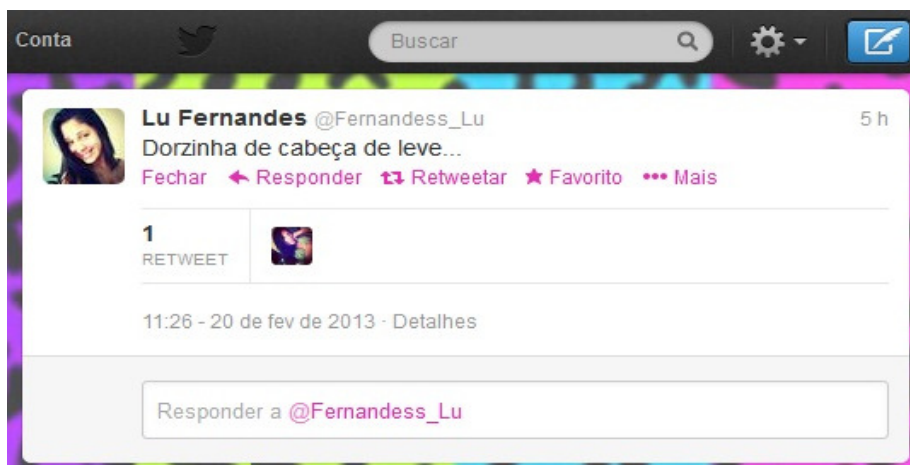 Conta Buscar
Lu Fernandes @Fernandess_Lu 5 h
Dorzinha de cabeça de leve...
Fechar Responder Retweetar Favorito Mais
1
RETWEET
11:26 - 20 de fev de 2013 · Detalhes
Responder a @Fernandess_Lu